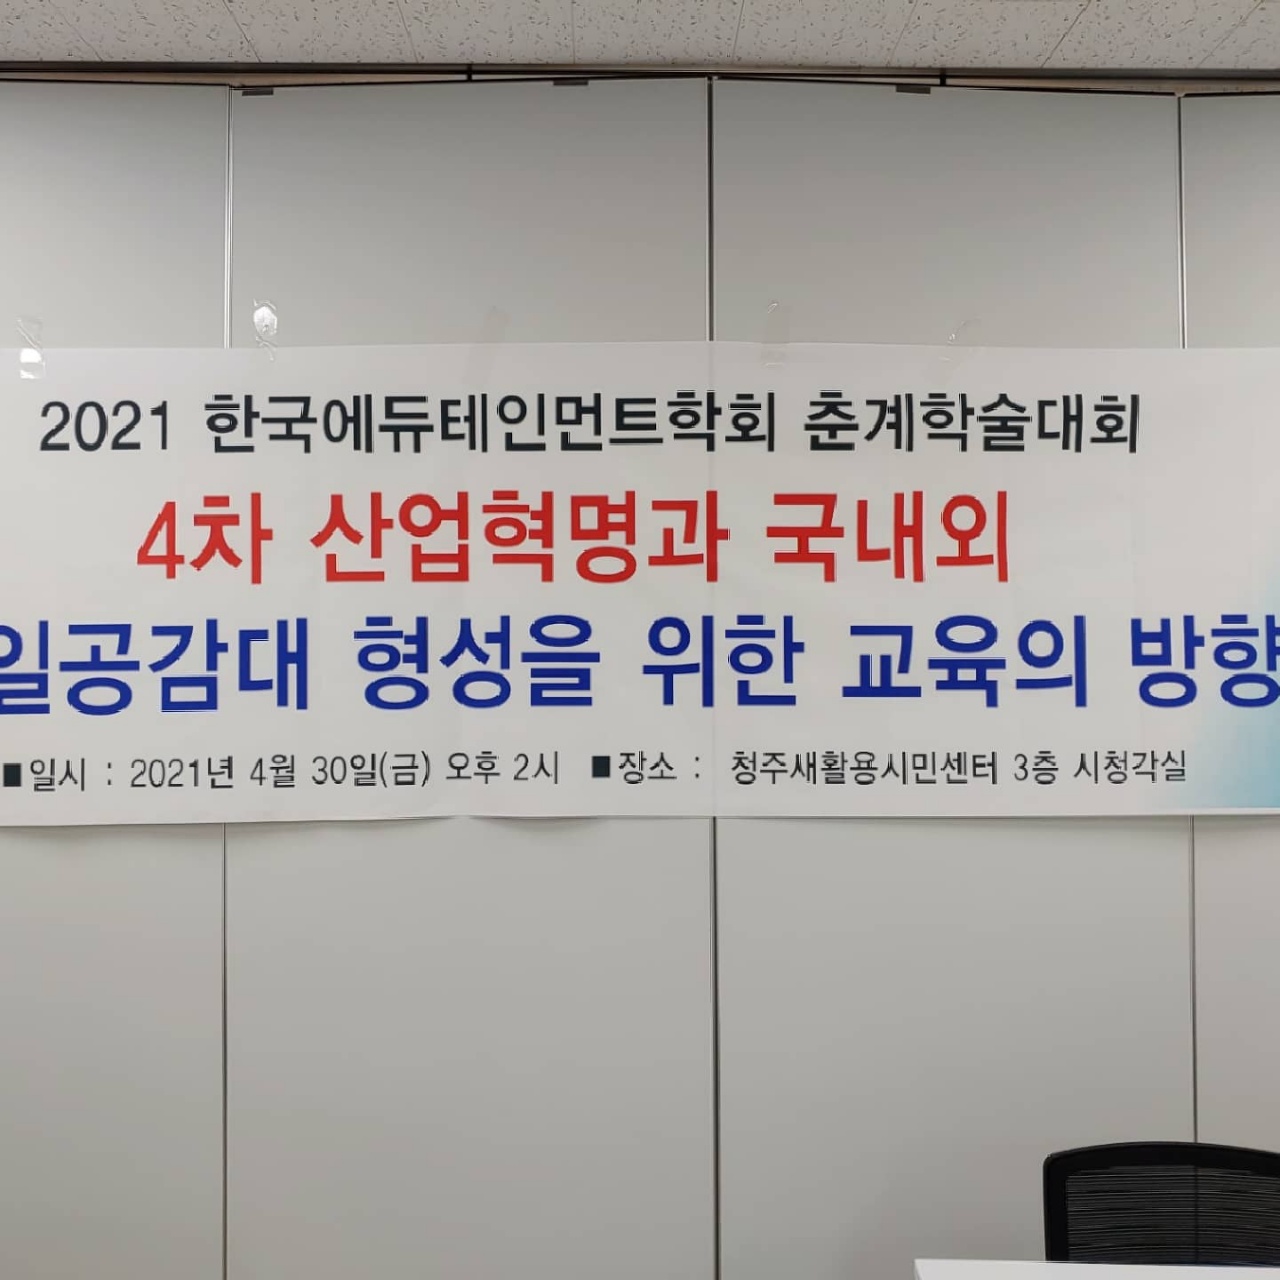 2021 한국에듀테인먼트학회 춘계학술대회
4차 산업혁명과 국내외
일공감대 형성을 위한 교육의 방향
■일시 : 2021년 4월 30일(금) 오후 2시 ■장소 : 청주새활용시민센터 3층 시청각실